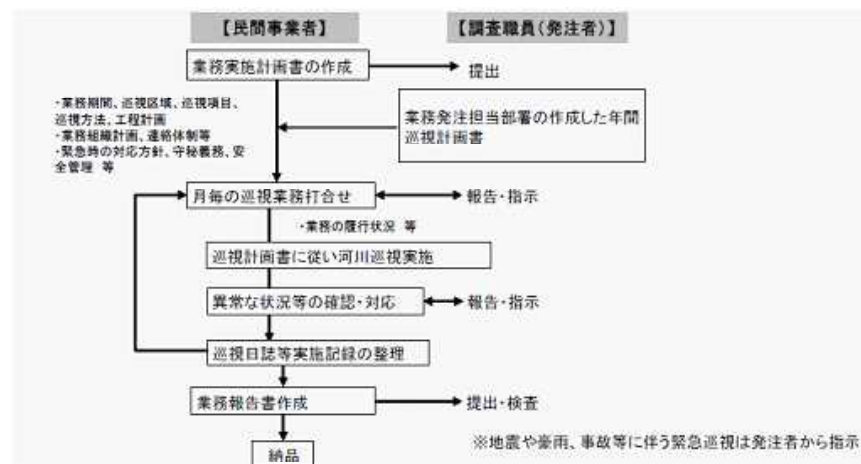 【民間事業者】
【調査職員(発注者)】
業務実施計画書の作成
提出
・業務期間、巡視区域、巡視項目、
巡視方法、工程計画
・業務組織計画、連絡体制等
・緊急時の対応方針、守秘義務、安
全管理 等
業務発注担当部署の作成した年間
巡視計画書
月毎の巡視業務打合せ
報告・指示
・業務の履行状況 等
巡視計画書に従い河川巡視実施
異常な状況等の確認・対応
報告・指示
巡視日誌等実施記録の整理
業務報告書作成
提出・検査
納品
※地震や豪雨、事故等に伴う緊急巡視は発注者から指示